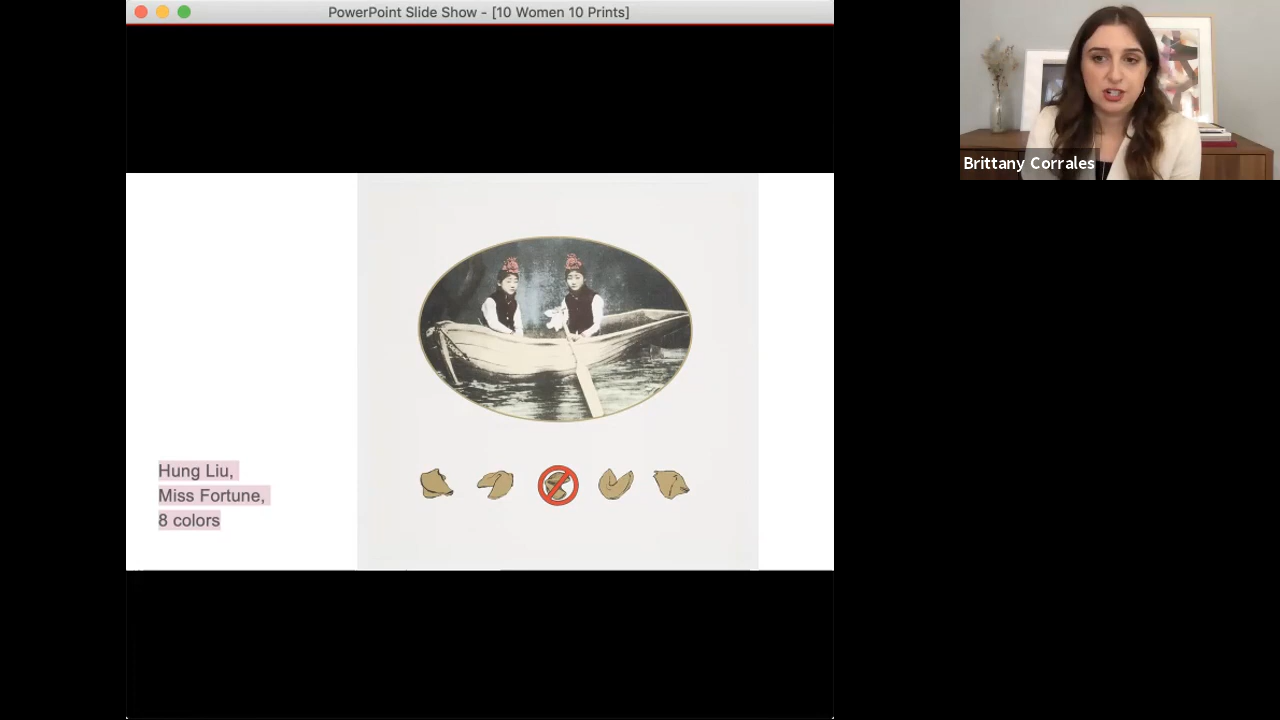 PowerPoint Slide Show - [10 Women 10 Prints]
Brittany Corrales
Hung Liu,
Miss Fortune,
8 colors